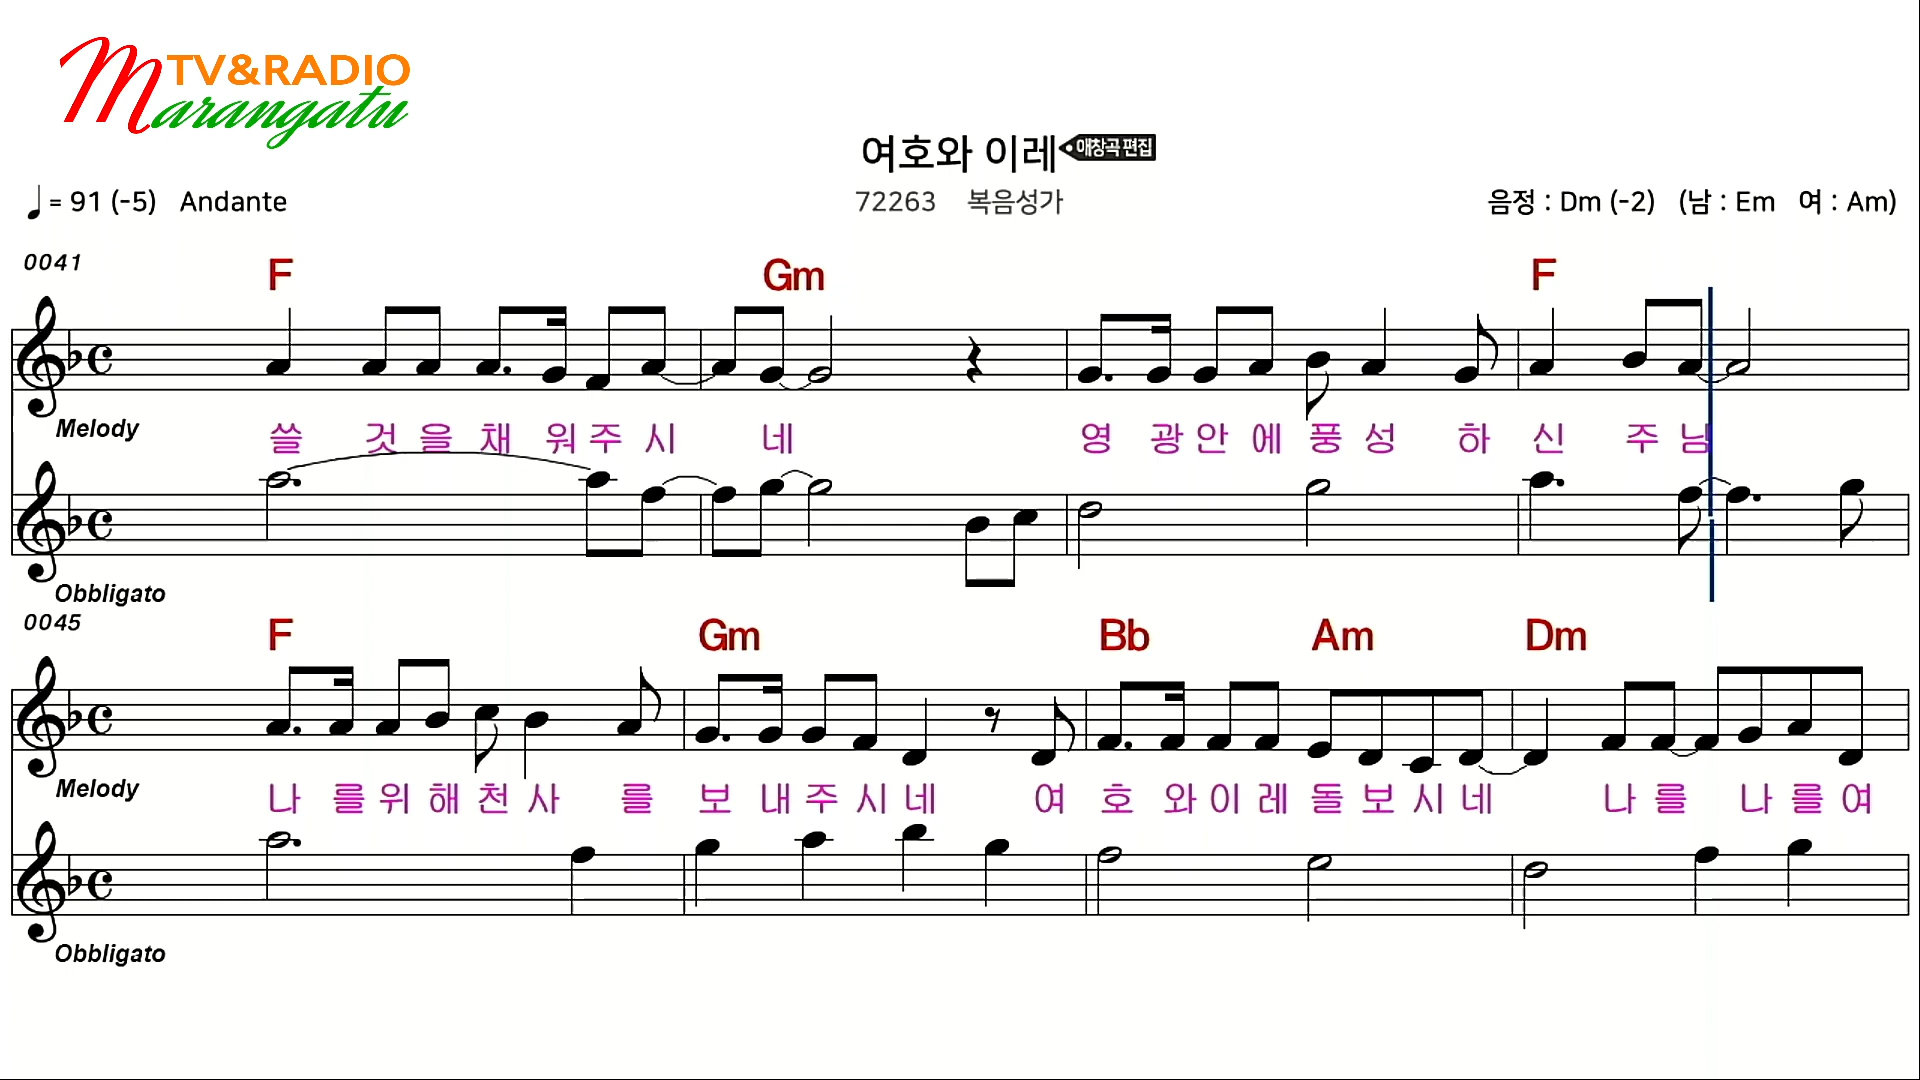 TV&RADIO
Marangatu
여호와 이레 애창곡 편집
= 91 (-5) Andante
72263 복음성가
음정 : Dm (-2) (남 : Em 여 : Am)
0041
F Gm F
Melody
쓸 것 을 채 워 주 시 네 영 광 안 에 풍 성 하 신 주 님
Obbligato
0045
F Gm Bb Am Dm
Melody
나 를 위 해 천 사 를 보 내 주 시 네 여 호 와 이 레 돌 보 시 네 나 를 나 를 여
Obbligato